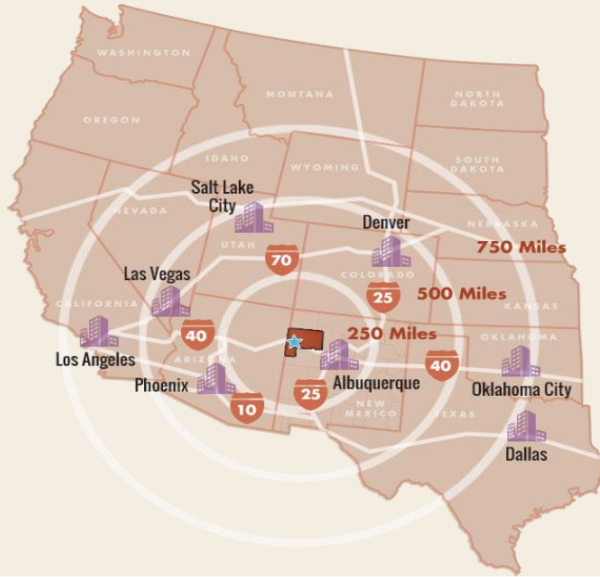 WASHINGTON
MONTANA
NORTH
DAKOTA
OREGON
SOUTH
DAKOTA
IDAHO
WYOMING
Salt Lake
City
NEVADA
Denver
NEBRASKA
UTAH
750 Miles
70
COLORADO
Las Vegas
25
500 Miles
KANSAS
CALIFORNIA
40
250 Miles
OKLAHOMA
Los Angeles
ARIZONA
40
Phoenix
Albuquerque
Oklahoma City
25
10
NEW
MEXICO
TEXAS
Dallas